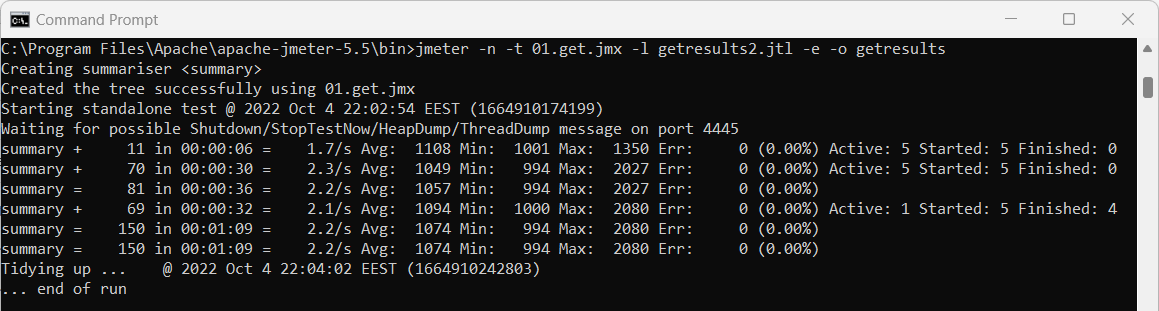 Command Prompt
C:\Program Files\Apache\apache-jmeter-5.5\bin>jmeter -n -t 01.get.jmx -l getresults2.jtl -e -o getresults
Creating summariser <summary>
Created the tree successfully using 01.get.jmx
Starting standalone test @ 2022 Oct 4 22:02:54 EEST (1664910174199)
Waiting for possible Shutdown/StopTestNow/HeapDump/ThreadDump message on port 4445
summary +     11 in 00:00:06 =    1.7/s Avg:  1108 Min:  1001 Max:  1350 Err:     0 (0.00%) Active: 5 Started: 5 Finished: 0
summary +     70 in 00:00:30 =    2.3/s Avg:  1049 Min:   994 Max:  2027 Err:     0 (0.00%) Active: 5 Started: 5 Finished: 0
summary =     81 in 00:00:36 =    2.2/s Avg:  1057 Min:   994 Max:  2027 Err:     0 (0.00%)
summary +     69 in 00:00:32 =    2.1/s Avg:  1094 Min:  1000 Max:  2080 Err:     0 (0.00%) Active: 1 Started: 5 Finished: 4
summary =    150 in 00:01:09 =    2.2/s Avg:  1074 Min:   994 Max:  2080 Err:     0 (0.00%)
summary =    150 in 00:01:09 =    2.2/s Avg:  1074 Min:   994 Max:  2080 Err:     0 (0.00%)
Tidying up ...    @ 2022 Oct 4 22:04:02 EEST (1664910242803)
... end of run